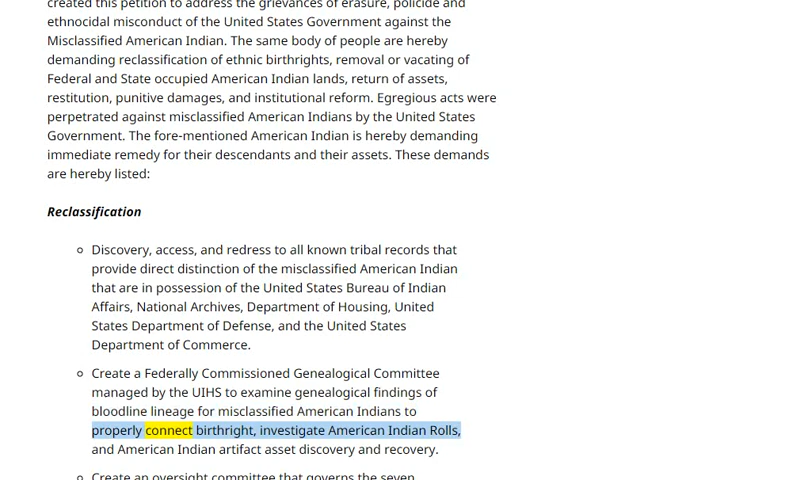 created this petition to address the grievances of erasure, policide and
ethnocidal misconduct of the United States Government against the
Misclassified American Indian. The same body of people are hereby
demanding reclassification of ethnic birthrights, removal or vacating of
Federal and State occupied American Indian lands, return of assets,
restitution, punitive damages, and institutional reform. Egregious acts were
perpetrated against misclassified American Indians by the United States
Government. The fore-mentioned American Indian is hereby demanding
immediate remedy for their descendants and their assets. These demands
are hereby listed:
Reclassification
Discovery, access, and redress to all known tribal records that
provide direct distinction of the misclassified American Indian
that are in possession of the United States Bureau of Indian
Affairs, National Archives, Department of Housing, United
States Department of Defense, and the United States
Department of Commerce.
Create a Federally Commissioned Genealogical Committee
managed by the UIHS to examine genealogical findings of
bloodline lineage for misclassified American Indians to
properly connect birthright, investigate American Indian Rolls,
and American Indian artifact asset discovery and recovery.
Create an oversight committee that governs the seven